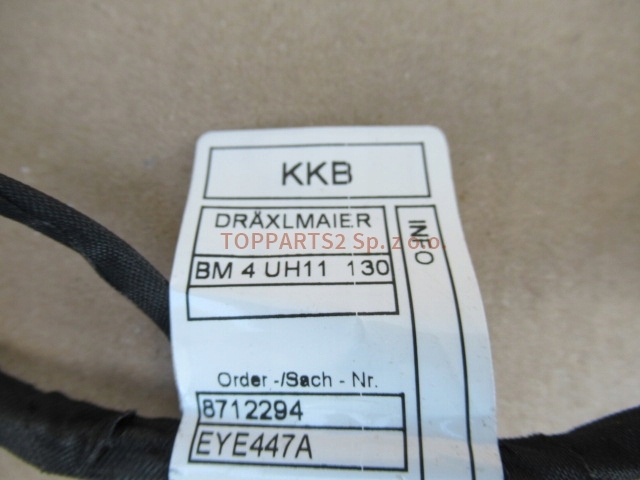 KKB
DRÄXLMAIER
TOPPARTS2 Sp. z o.o.
BM 4 UH11 130
INFO
Order -/Sach - Nr.
8712294
EYE447A